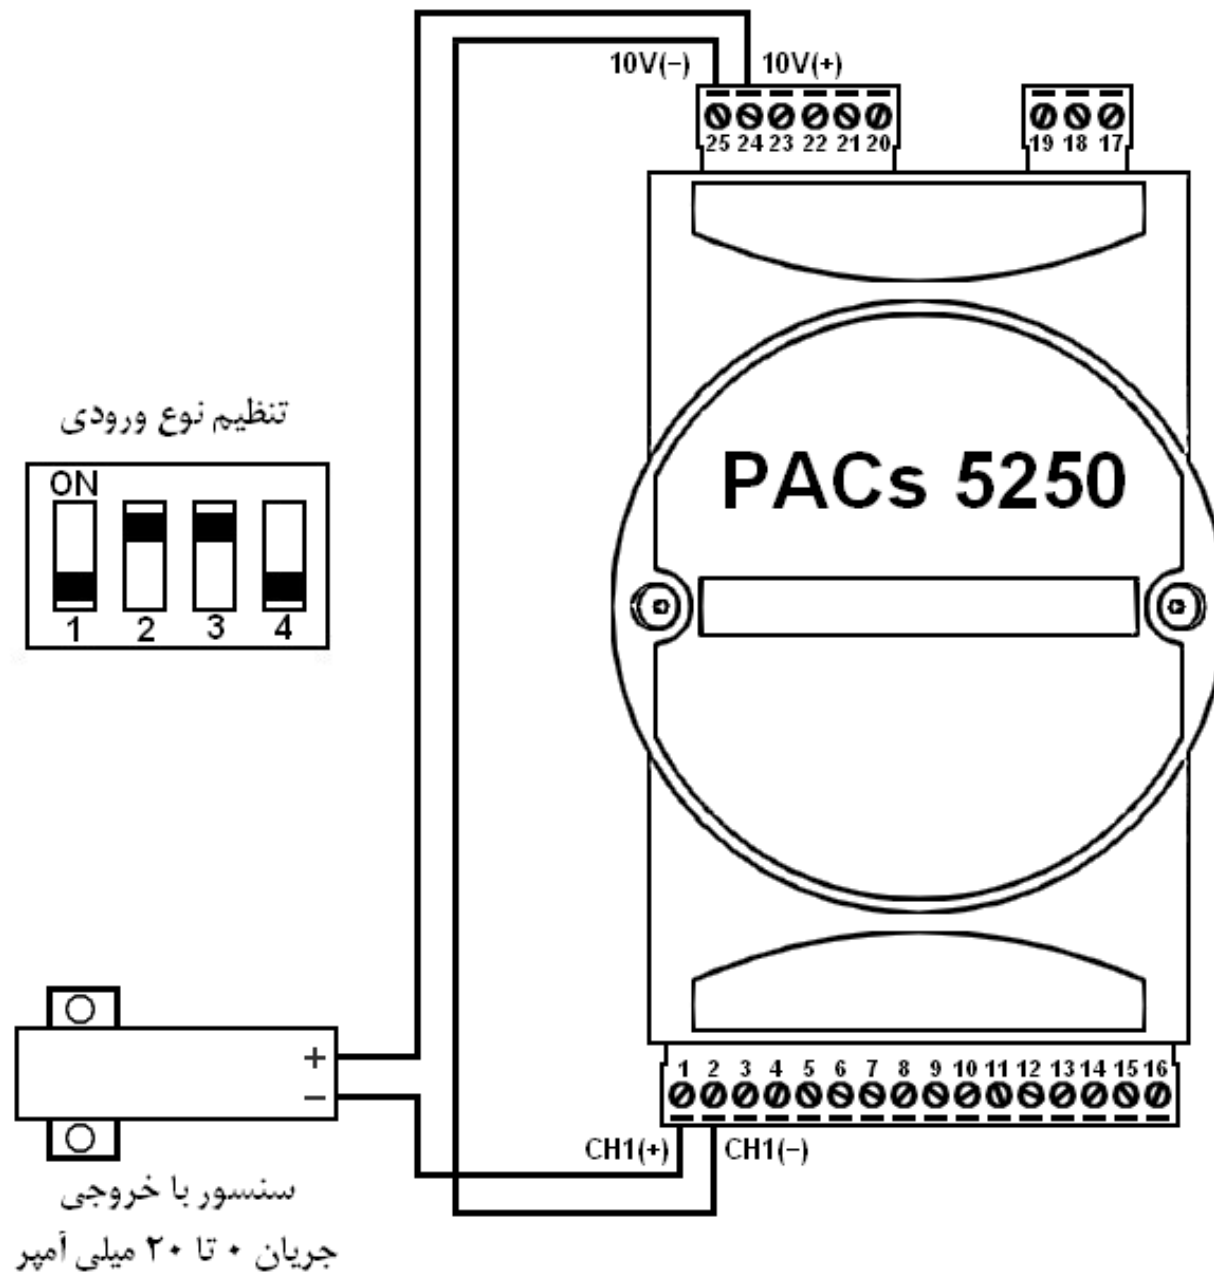 10V(−) 10V(+)
25 24 23 22 21 20
19 18 17
تنظیم نوع ورودی
ON
1 2 3 4
PACs 5250
+
−
1 2 3 4 5 6 7 8 9 10 11 12 13 14 15 16
CH1(+) CH1(−)
سنسور با خروجی
جریان ۰ تا ۲۰ میلی آمپر